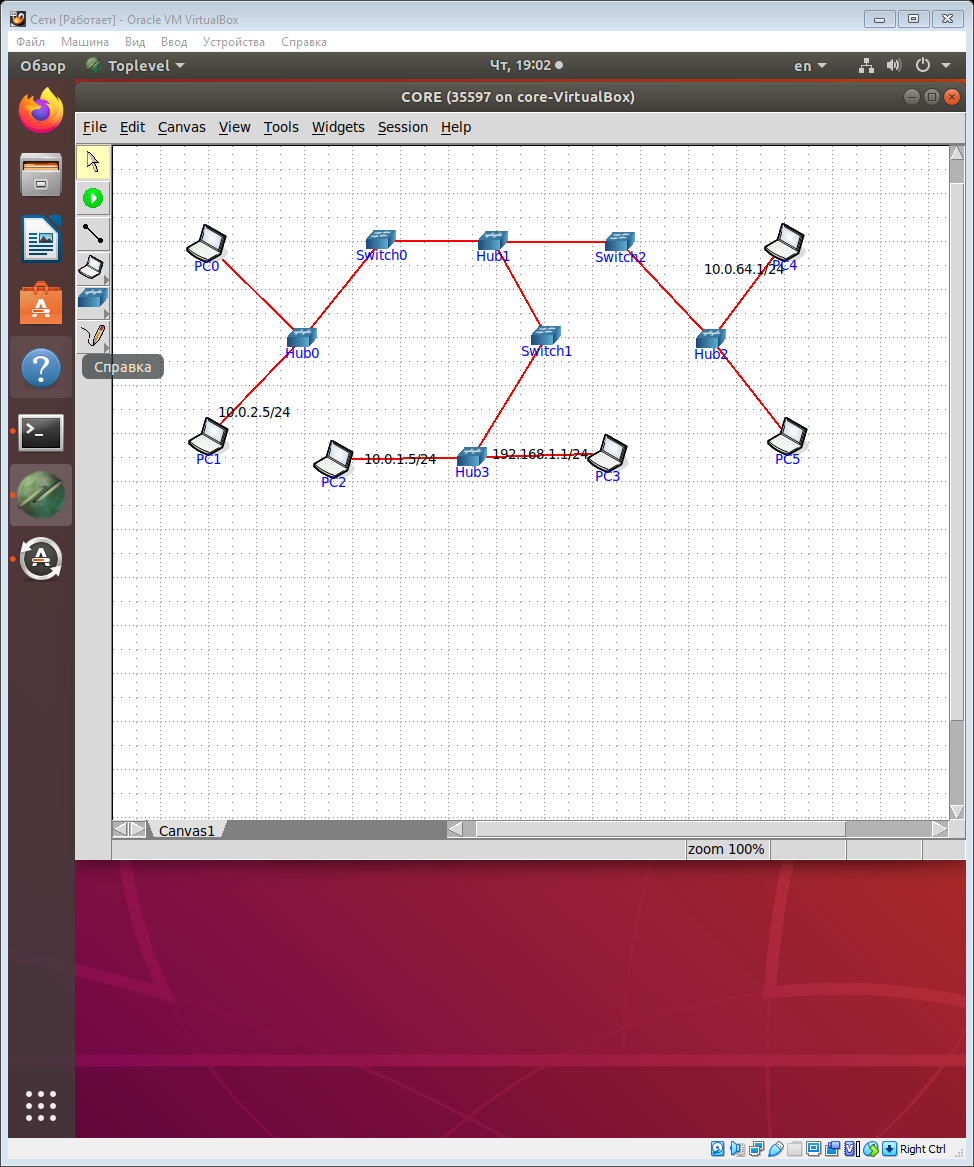 Сети [Работает] - Oracle VM VirtualBox
Файл Машина Вид Ввод Устройства Справка
Обзор Toplevel Чт, 19:02 en
CORE (35597 on core-VirtualBox)
File Edit Canvas View Tools Widgets Session Help
PC0
Switch0
Hub1
Switch2
PC4
10.0.64.1/24
Hub0
Switch1
Hub2
Справка
10.0.2.5/24
PC1
PC2
10.0.1.5/24
Hub3
192.168.1.1/24
PC3
PC5
Canvas1
zoom 100%
Right Ctrl